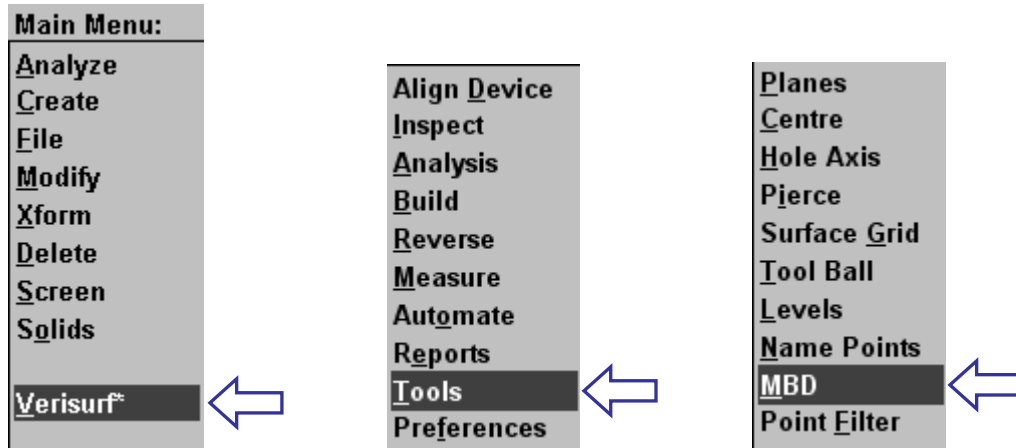 Main Menu:
Analyze
Create
File
Modify
Xform
Delete
Screen
Solids
Verisurf*
Align Device
Inspect
Analysis
Build
Reverse
Measure
Automate
Reports
Tools
Preferences
Planes
Centre
Hole Axis
Pierce
Surface Grid
Tool Ball
Levels
Name Points
MBD
Point Filter